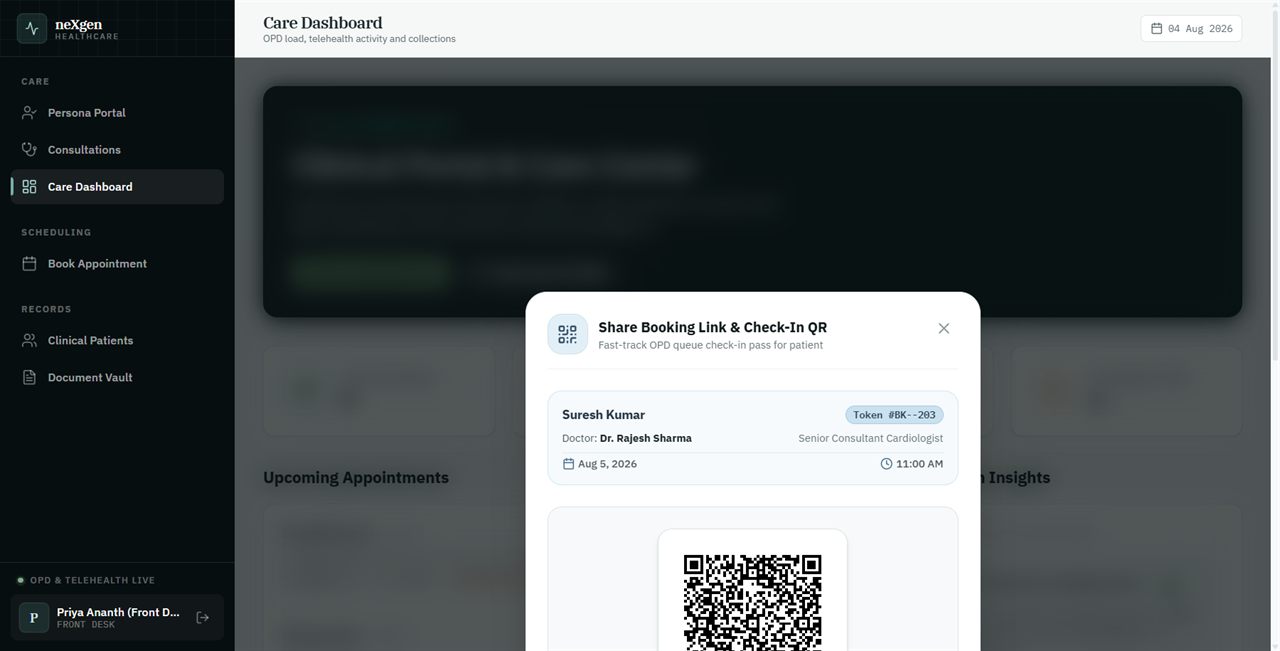 neXgen
HEALTHCARE
CARE
Persona Portal
Consultations
Care Dashboard
SCHEDULING
Book Appointment
RECORDS
Clinical Patients
Document Vault
OPD & TELEHEALTH LIVE
P
Priya Ananth (Front D...
FRONT DESK
Care Dashboard
OPD load, telehealth activity and collections
04 Aug 2026
Share Booking Link & Check-In QR
Fast-track OPD queue check-in pass for patient
Suresh Kumar
Token #BK--203
Doctor: Dr. Rajesh Sharma
Senior Consultant Cardiologist
Aug 5, 2026
11:00 AM
Upcoming Appointments
Insights